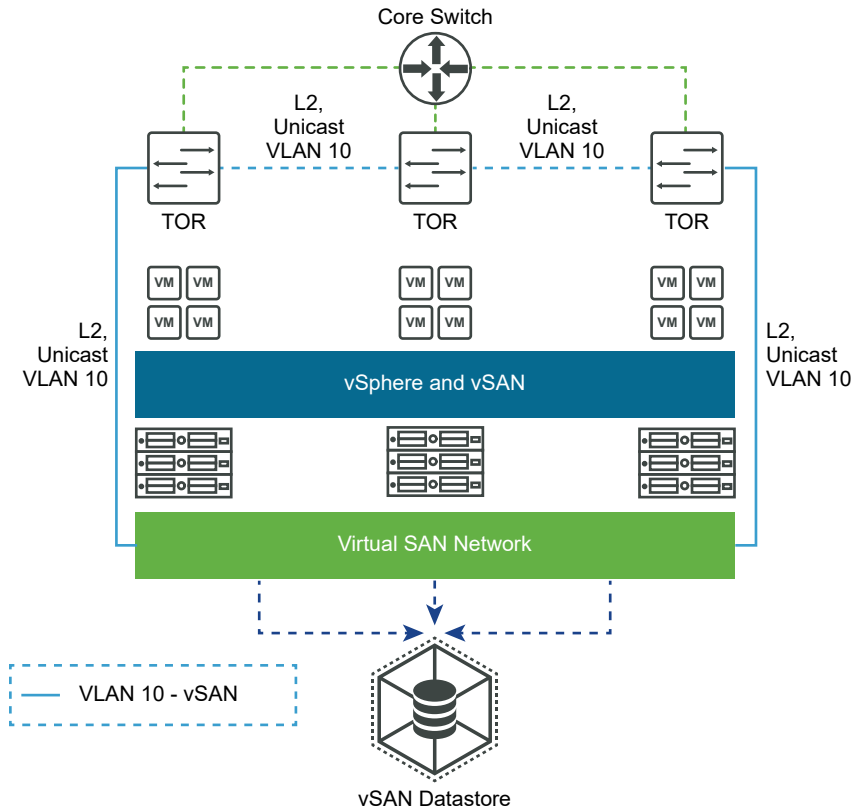 Core Switch
L2,
Unicast
VLAN 10
L2,
Unicast
VLAN 10
TOR
TOR
TOR
VM VM
VM VM
VM VM
VM VM
VM VM
VM VM
L2,
Unicast
VLAN 10
vSphere and vSAN
L2,
Unicast
VLAN 10
Virtual SAN Network
VLAN 10 - vSAN
vSAN Datastore